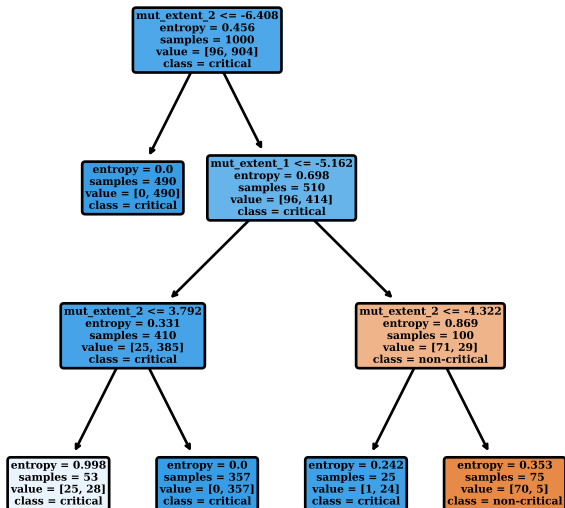 mut_extent_2 <= -6.408
entropy = 0.456
samples = 1000
value = [96, 904]
class = critical
entropy = 0.0
samples = 490
value = [0, 490]
class = critical
mut_extent_1 <= -5.162
entropy = 0.698
samples = 510
value = [96, 414]
class = critical
mut_extent_2 <= 3.792
entropy = 0.331
samples = 410
value = [25, 385]
class = critical
mut_extent_2 <= -4.322
entropy = 0.869
samples = 100
value = [71, 29]
class = non-critical
entropy = 0.998
samples = 53
value = [25, 28]
class = critical
entropy = 0.0
samples = 357
value = [0, 357]
class = critical
entropy = 0.242
samples = 25
value = [1, 24]
class = critical
entropy = 0.353
samples = 75
value = [70, 5]
class = non-critical